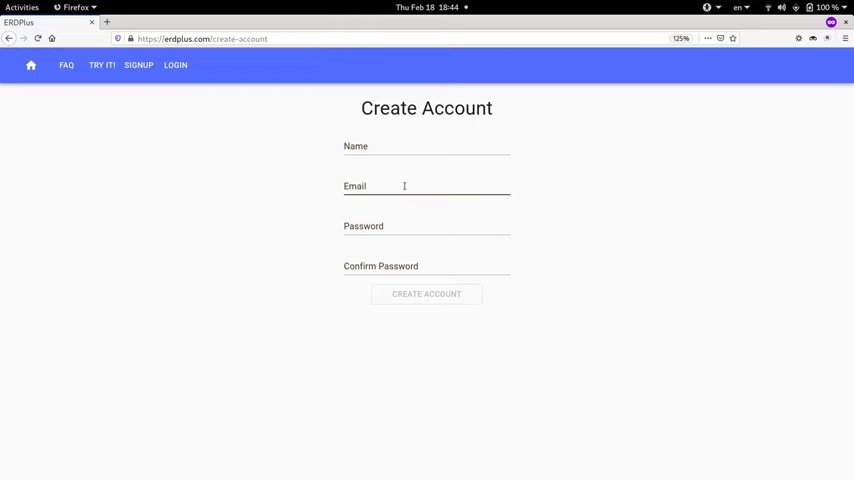 Activities Firefox Thu Feb 18 18:44 en 100 %
ERDPlus
https://erdplus.com/create-account 125%
FAQ TRY IT! SIGNUP LOGIN
Create Account
Name
Email
Password
Confirm Password
CREATE ACCOUNT